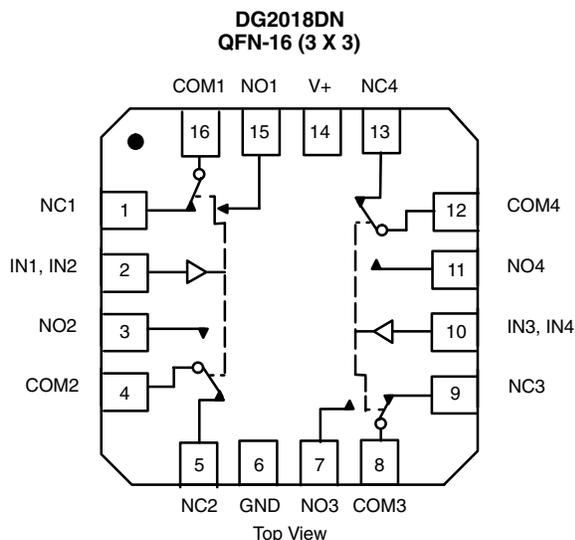 DG2018DN
QFN-16 (3 X 3)
COM1 NO1 V+ NC4
16 15 14 13
NC1 1 12 COM4
IN1, IN2 2 11 NO4
NO2 3 10 IN3, IN4
COM2 4 9 NC3
5 6 7 8
NC2 GND NO3 COM3
Top View